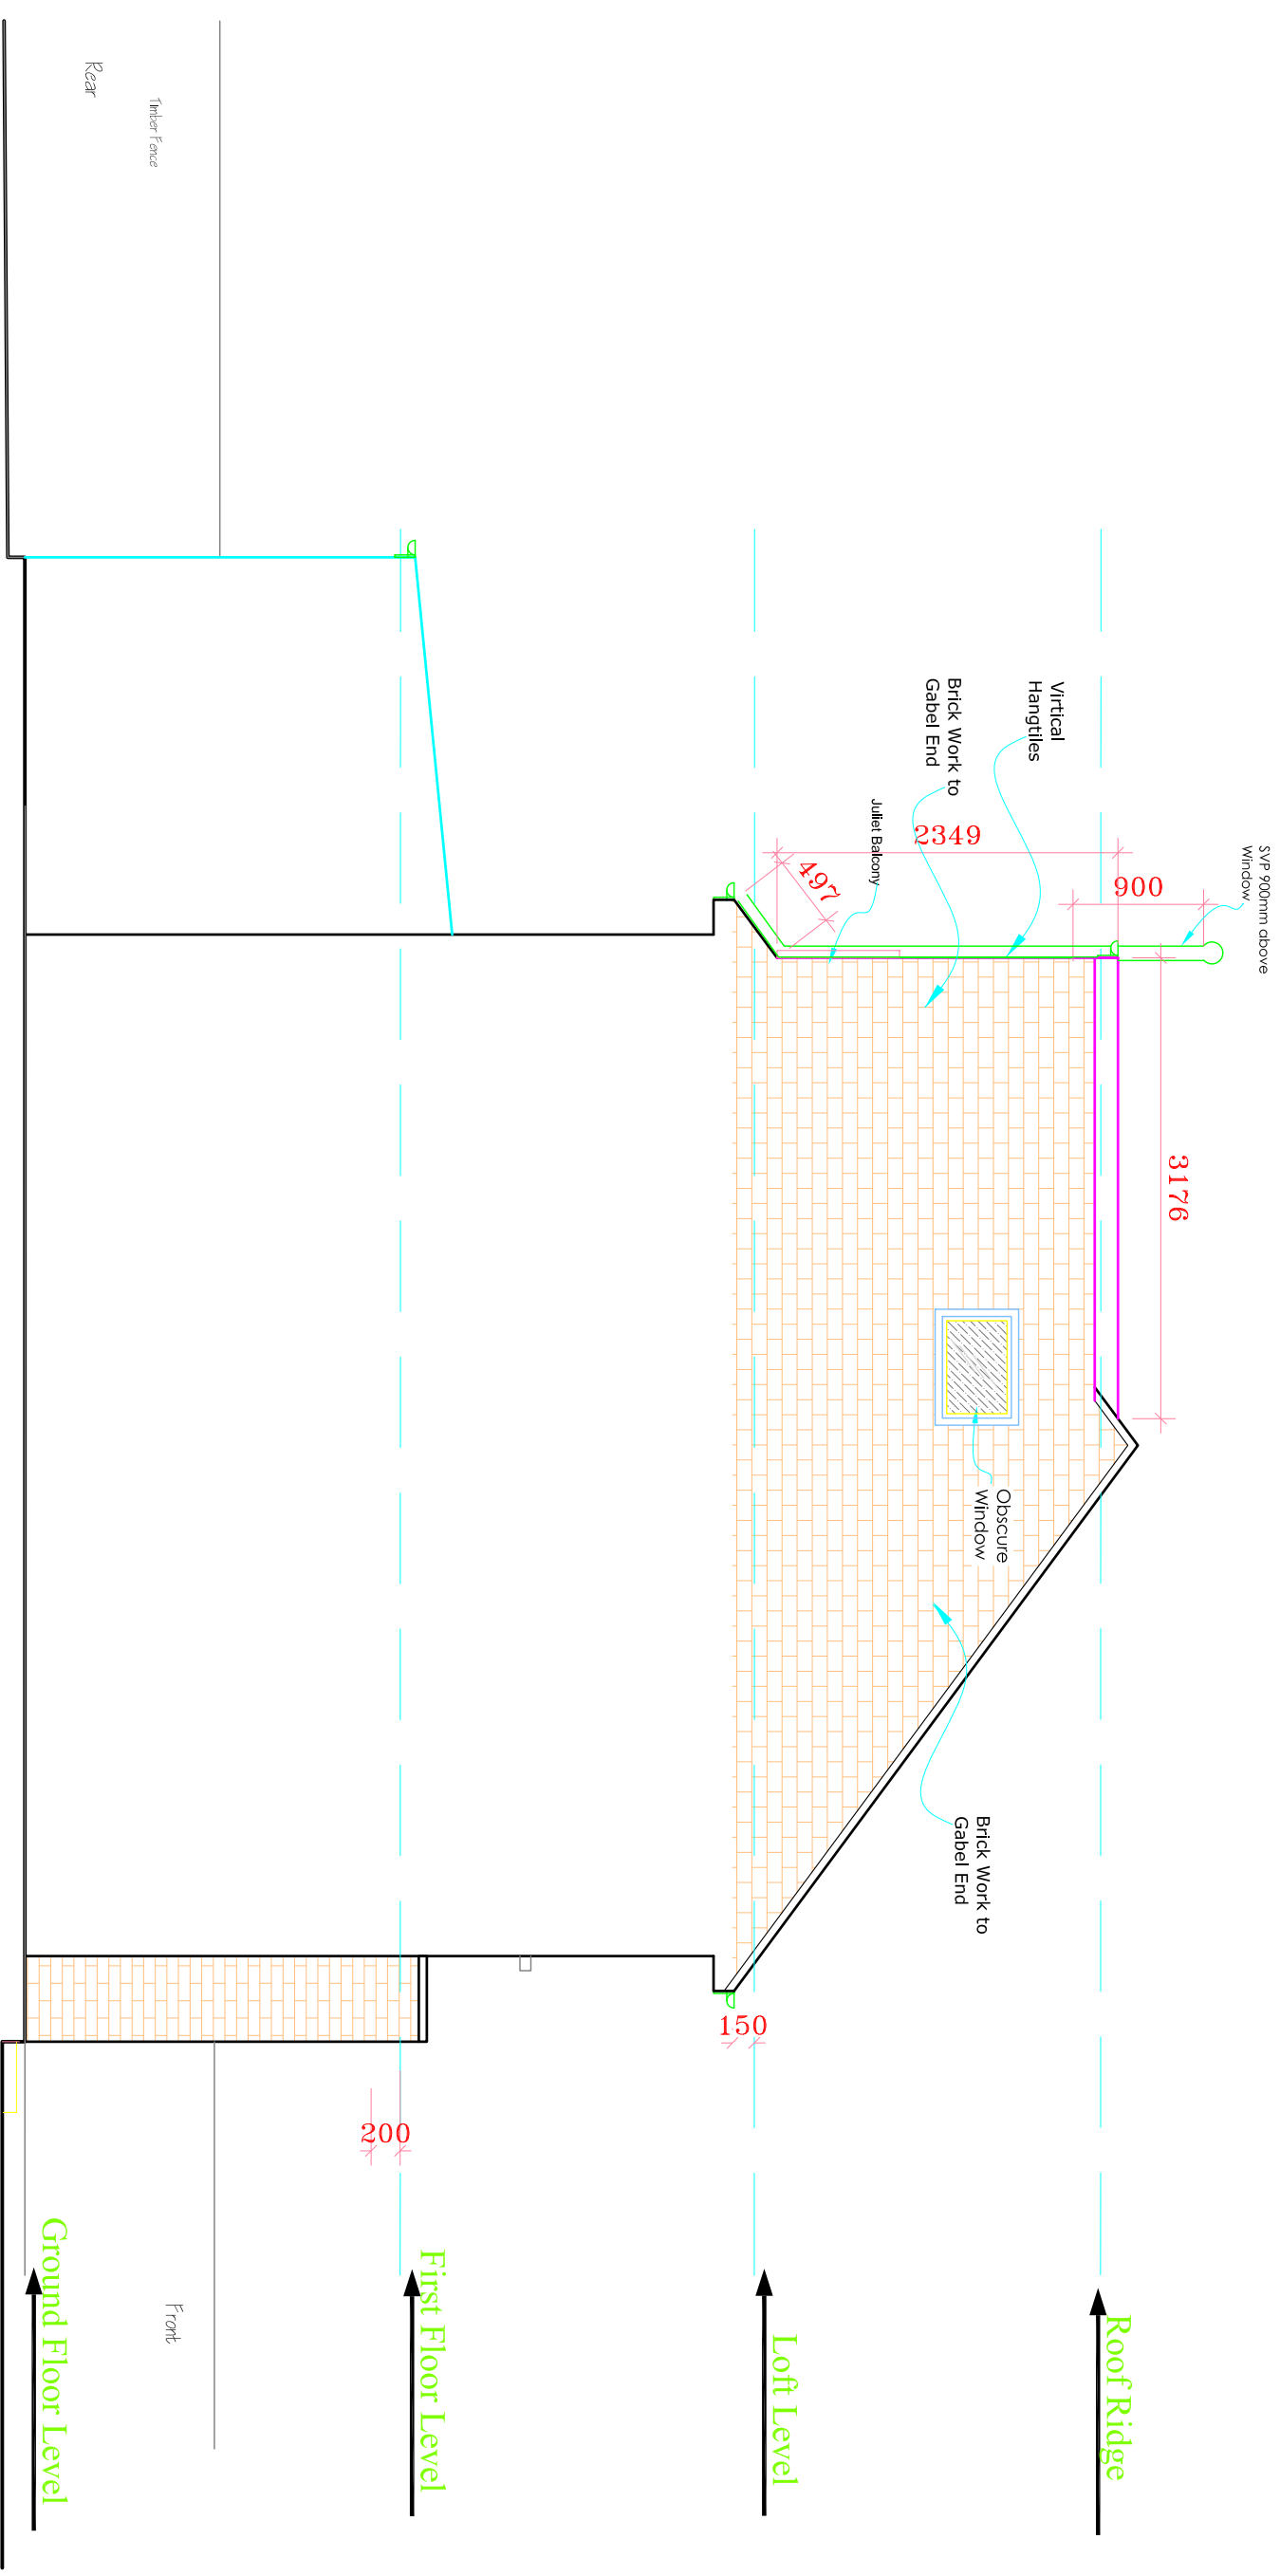 SVP 900mm above
Window
900
3176
2349
497
Virtical
Hangtiles
Brick Work to
Gabel End
Juliet Balcony
Obscure
Window
Brick Work to
Gabel End
150
200
Timber Fence
Rear
Front
Roof Ridge
Loft Level
First Floor Level
Ground Floor Level